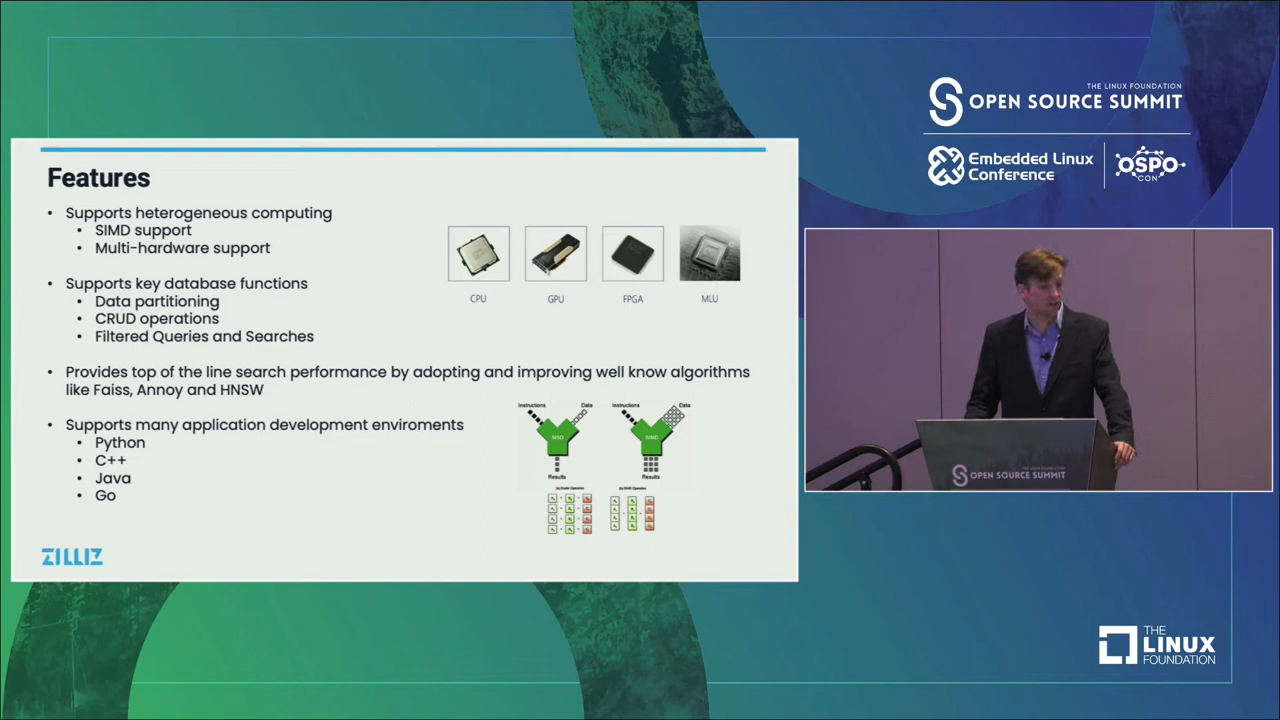 THE LINUX FOUNDATION
OPEN SOURCE SUMMIT
Embedded Linux
Conference
OSPO
CON
Features
• Supports heterogeneous computing
• SIMD support
• Multi-hardware support
• Supports key database functions
• Data partitioning
• CRUD operations
• Filtered Queries and Searches
• Provides top of the line search performance by adopting and improving well know algorithms
like Faiss, Annoy and HNSW
• Supports many application development enviroments
• Python
• C++
• Java
• Go
CPU
GPU
FPGA
MLU
Instructions
Data
SISD
Results
Instructions
Data
SIMD
Results
(a) Scalar Operation
(b) SIMD Operation
ZILLIZ
OPEN SOURCE SUMMIT
THE
LINUX
FOUNDATION